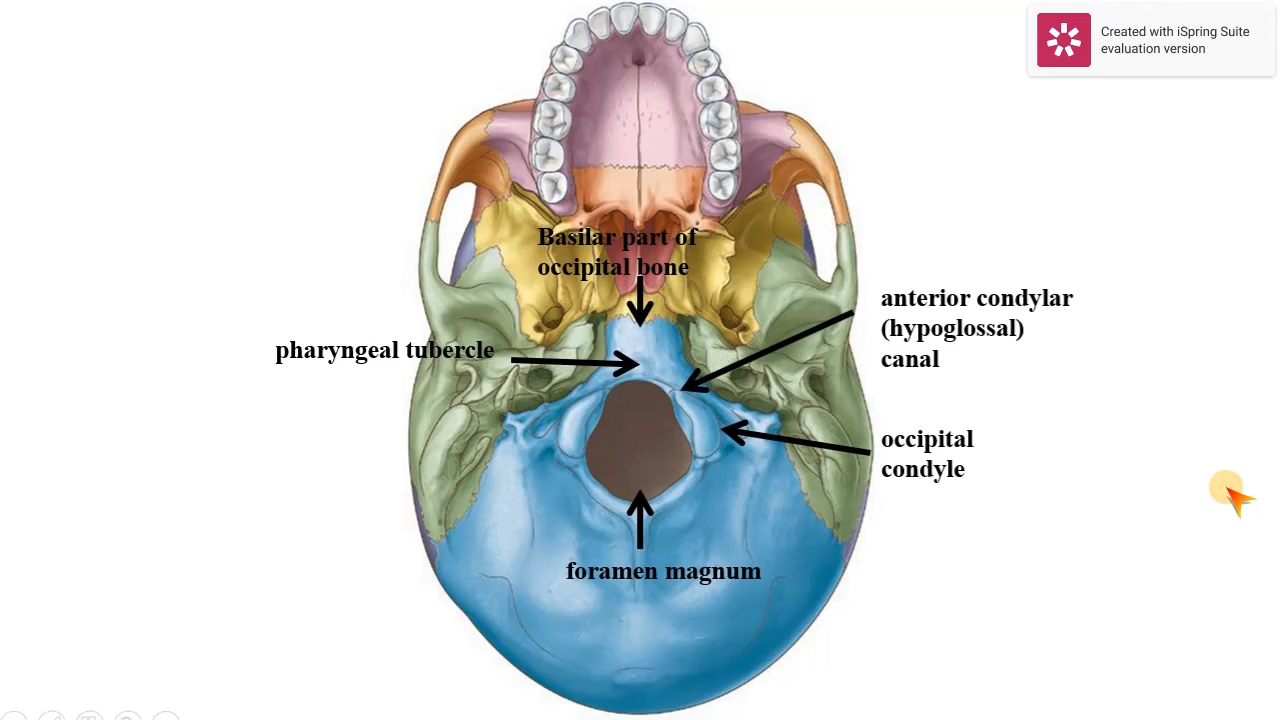 Created with iSpring Suite
evaluation version
Basilar part of
occipital bone
anterior condylar
(hypoglossal)
canal
pharyngeal tubercle
occipital
condyle
foramen magnum